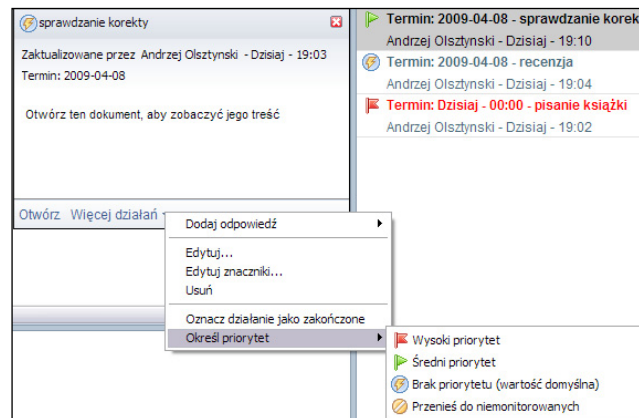 sprawdzanie korekty
Zaktualizowane przez Andrzej Olsztynski - Dzisiaj - 19:03
Termin: 2009-04-08
Otwórz ten dokument, aby zobaczyć jego treść
Otwórz Więcej działań
Dodaj odpowiedź
Edytuj...
Edytuj znaczniki...
Usuń
Oznacz działanie jako zakończone
Określ priorytet
Wysoki priorytet
Średni priorytet
Brak priorytetu (wartość domyślna)
Przenieś do niemonitorowanych
Termin: 2009-04-08 - sprawdzanie korek
Andrzej Olsztynski - Dzisiaj - 19:10
Termin: 2009-04-08 - recenzja
Andrzej Olsztynski - Dzisiaj - 19:04
Termin: Dzisiaj - 00:00 - pisanie książki
Andrzej Olsztynski - Dzisiaj - 19:02